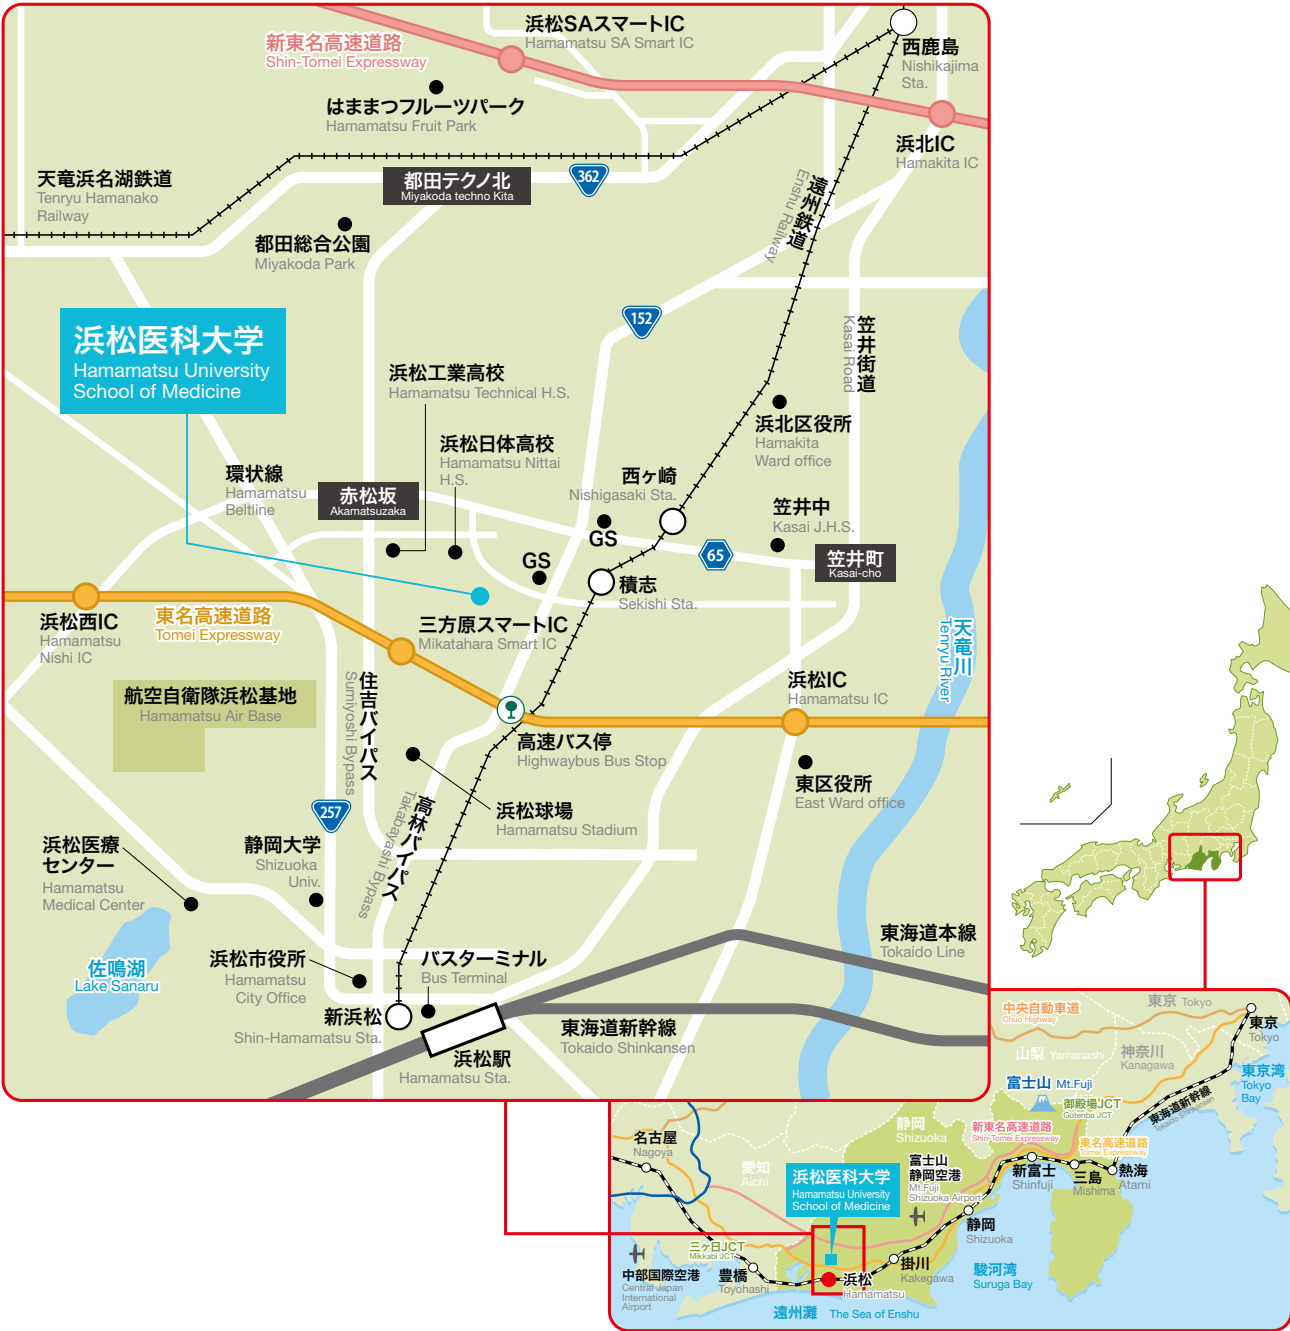 浜松SAスマートIC
Hamamatsu SA Smart IC
新東名高速道路
Shin-Tomei Expressway
西鹿島
Nishikajima
Sta.
はままつフルーツパーク
Hamamatsu Fruit Park
浜北IC
Hamakita IC
天竜浜名湖鉄道
Tenryu Hamanako
Railway
都田テクノ北
Miyakoda techno Kita
362
遠州鉄道
Enshu Railway
都田総合公園
Miyakoda Park
152
笠井街道
Kasai Road
浜松医科大学
Hamamatsu University
School of Medicine
浜松工業高校
Hamamatsu Technical H.S.
浜北区役所
Hamakita
Ward office
浜松日体高校
Hamamatsu Nittai
H.S.
環状線
Hamamatsu
Beltline
赤松坂
Akamatsuzaka
西ヶ崎
Nishigasaki Sta.
笠井中
Kasai J.H.S.
GS
GS
65
笠井町
Kasai-cho
積志
Sekishi Sta.
浜松西IC
Hamamatsu
Nishi IC
東名高速道路
Tomei Expressway
三方原スマートIC
Mikatahara Smart IC
天竜川
Tenryu River
航空自衛隊浜松基地
Hamamatsu Air Base
住吉バイパス
Sumiyoshi Bypass
浜松IC
Hamamatsu IC
高速バス停
Highwaybus Bus Stop
東区役所
East Ward office
257
高林バイパス
Takabayashi Bypass
浜松球場
Hamamatsu Stadium
浜松医療
センター
Hamamatsu
Medical Center
静岡大学
Shizuoka
Univ.
佐鳴湖
Lake Sanaru
浜松市役所
Hamamatsu
City Office
バスターミナル
Bus Terminal
東海道本線
Tokaido Line
新浜松
Shin-Hamamatsu Sta.
浜松駅
Hamamatsu Sta.
東海道新幹線
Tokaido Shinkansen
中央自動車道
Chuo Highway
東京 Tokyo
東京
Tokyo
山梨 Yamanashi
神奈川
Kanagawa
富士山 Mt.Fuji
東京湾
Tokyo
Bay
御殿場JCT
Gotenba JCT
東海道新幹線
Tokaido Shinkansen
名古屋
Nagoya
静岡
Shizuoka
新東名高速道路
Shin-Tomei Expressway
東名高速道路
Tomei Expressway
愛知
Aichi
浜松医科大学
Hamamatsu University
School of Medicine
富士山
静岡空港
Mt.Fuji
Shizuoka Airport
新富士
Shinfuji
三島
Mishima
熱海
Atami
静岡
Shizuoka
三ヶ日JCT
Mikkabi JCT
中部国際空港
Central Japan
International
Airport
豊橋
Toyohashi
浜松
Hamamatsu
掛川
Kakegawa
駿河湾
Suruga Bay
遠州灘 The Sea of Enshu